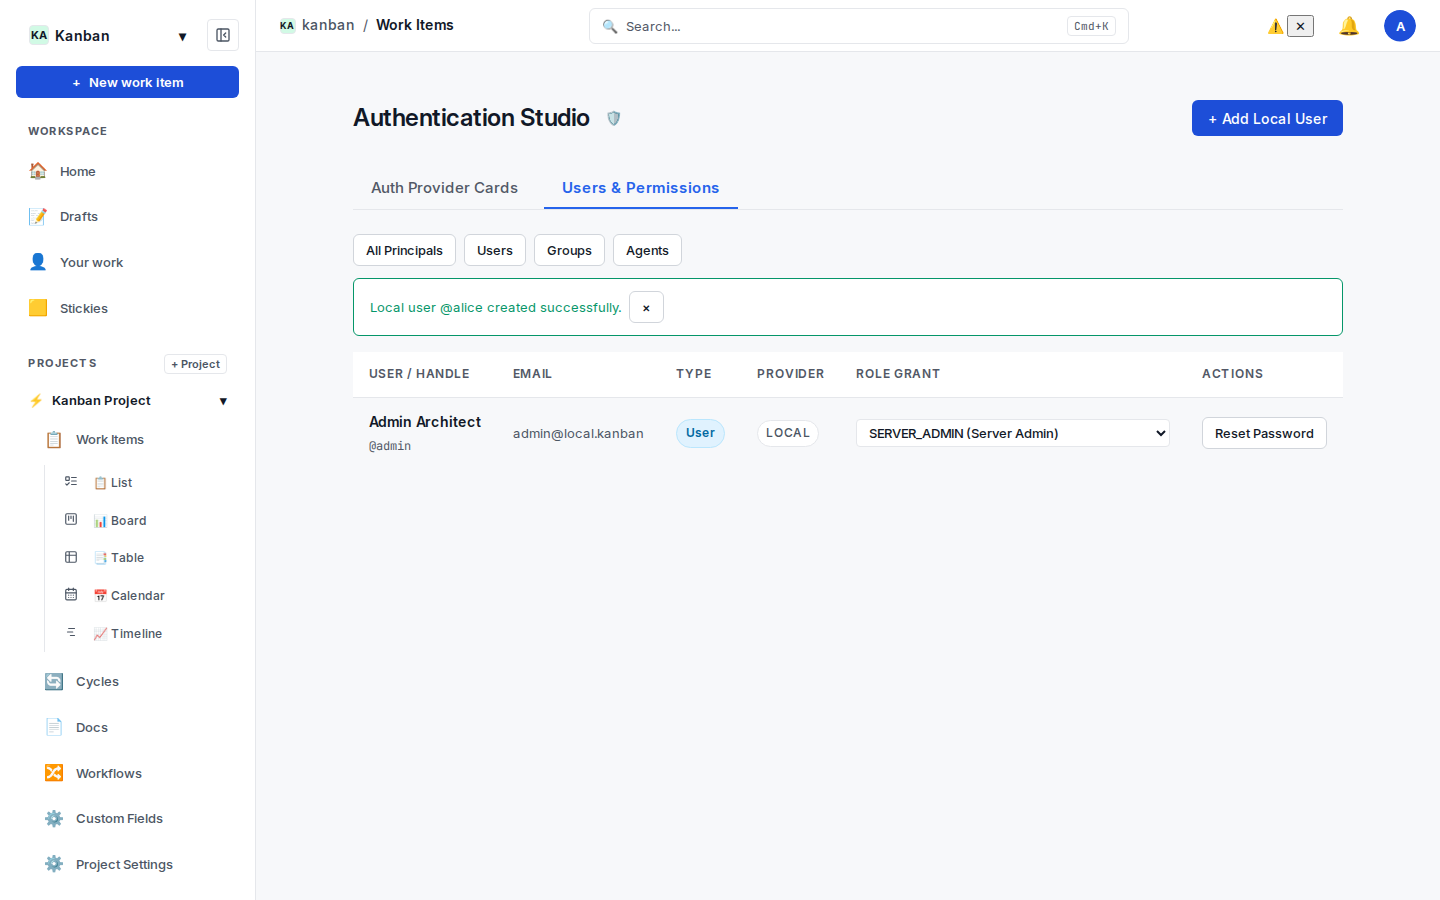 KA Kanban ▾
+ New work item
WORKSPACE
Home
Drafts
Your work
Stickies
PROJECTS
+ Project
Kanban Project ▾
Work Items
List
Board
Table
Calendar
Timeline
Cycles
Docs
Workflows
Custom Fields
Project Settings
KA kanban / Work Items
Search... Cmd+K
✕
A
Authentication Studio
+ Add Local User
Auth Provider Cards
Users & Permissions
All Principals
Users
Groups
Agents
Local user @alice created successfully. ×
USER / HANDLE EMAIL TYPE PROVIDER ROLE GRANT ACTIONS
Admin Architect
@admin
admin@local.kanban
User
LOCAL
SERVER_ADMIN (Server Admin)
Reset Password